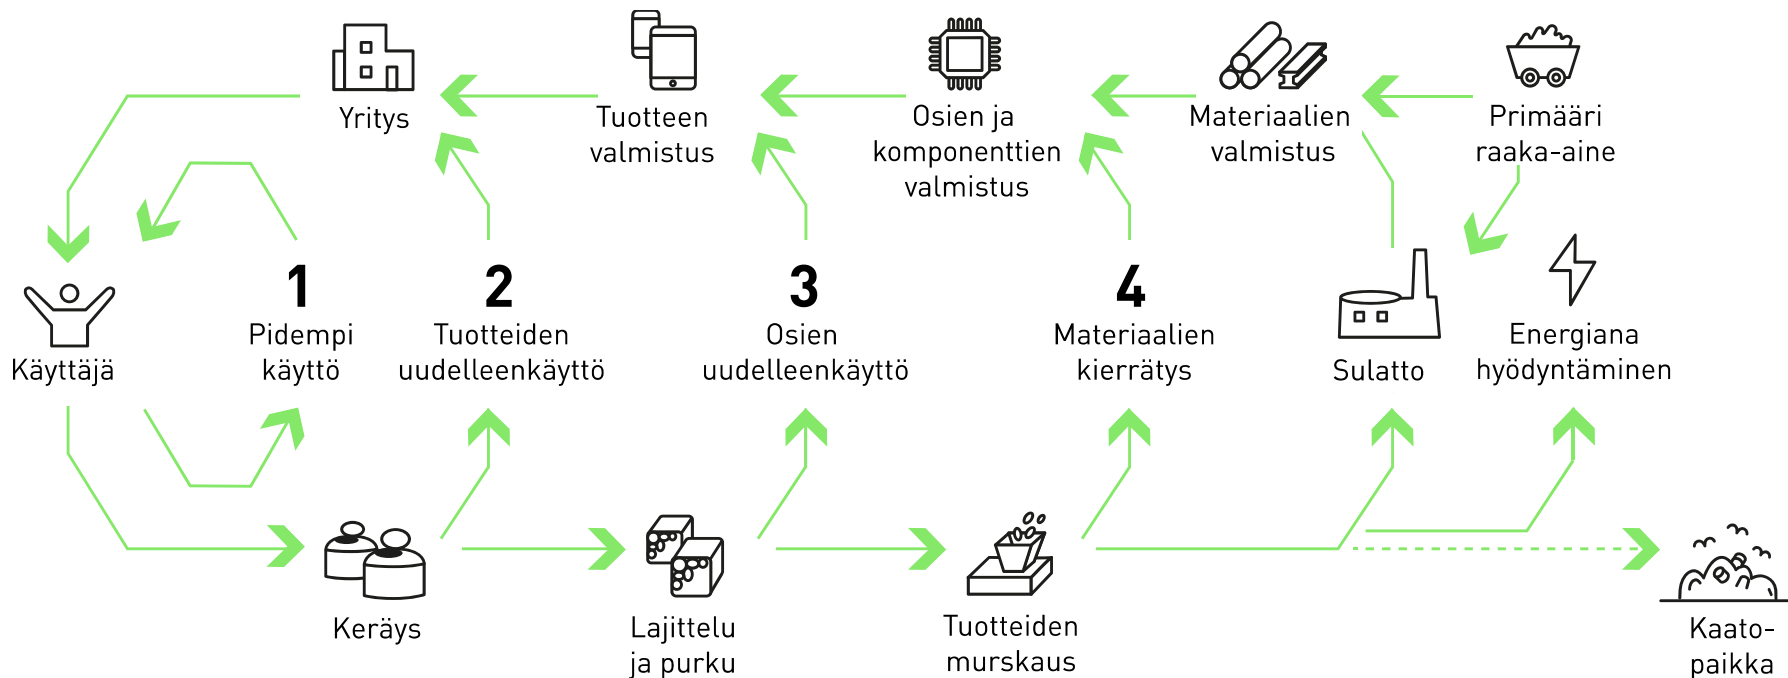 Yritys
Tuotteen
valmistus
Osien ja
komponenttien
valmistus
Materiaalien
valmistus
Primääri
raaka-aine
Käyttäjä
1
Pidempi
käyttö
2
Tuotteiden
uudelleenkäyttö
3
Osien
uudelleenkäyttö
4
Materiaalien
kierrätys
Sulatto
Energiana
hyödyntäminen
Keräys
Lajittelu
ja purku
Tuotteiden
murskaus
Kaato-
paikka